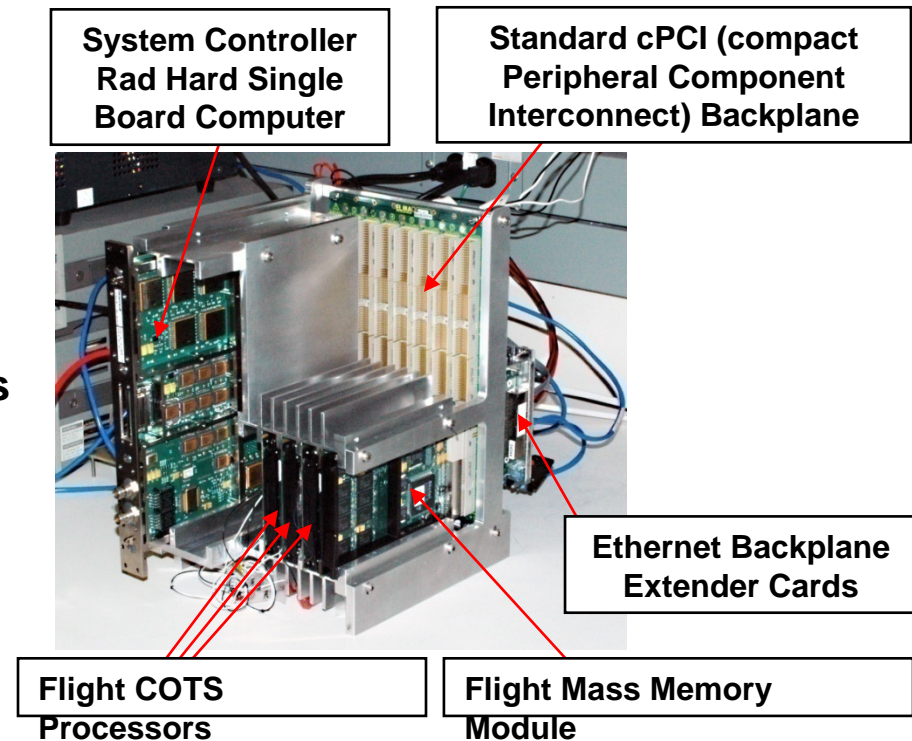 System Controller
Rad Hard Single
Board Computer
Standard cPCI (compact
Peripheral Component
Interconnect) Backplane
s
Ethernet Backplane
Extender Cards
Flight COTS
Processors
Flight Mass Memory
Module